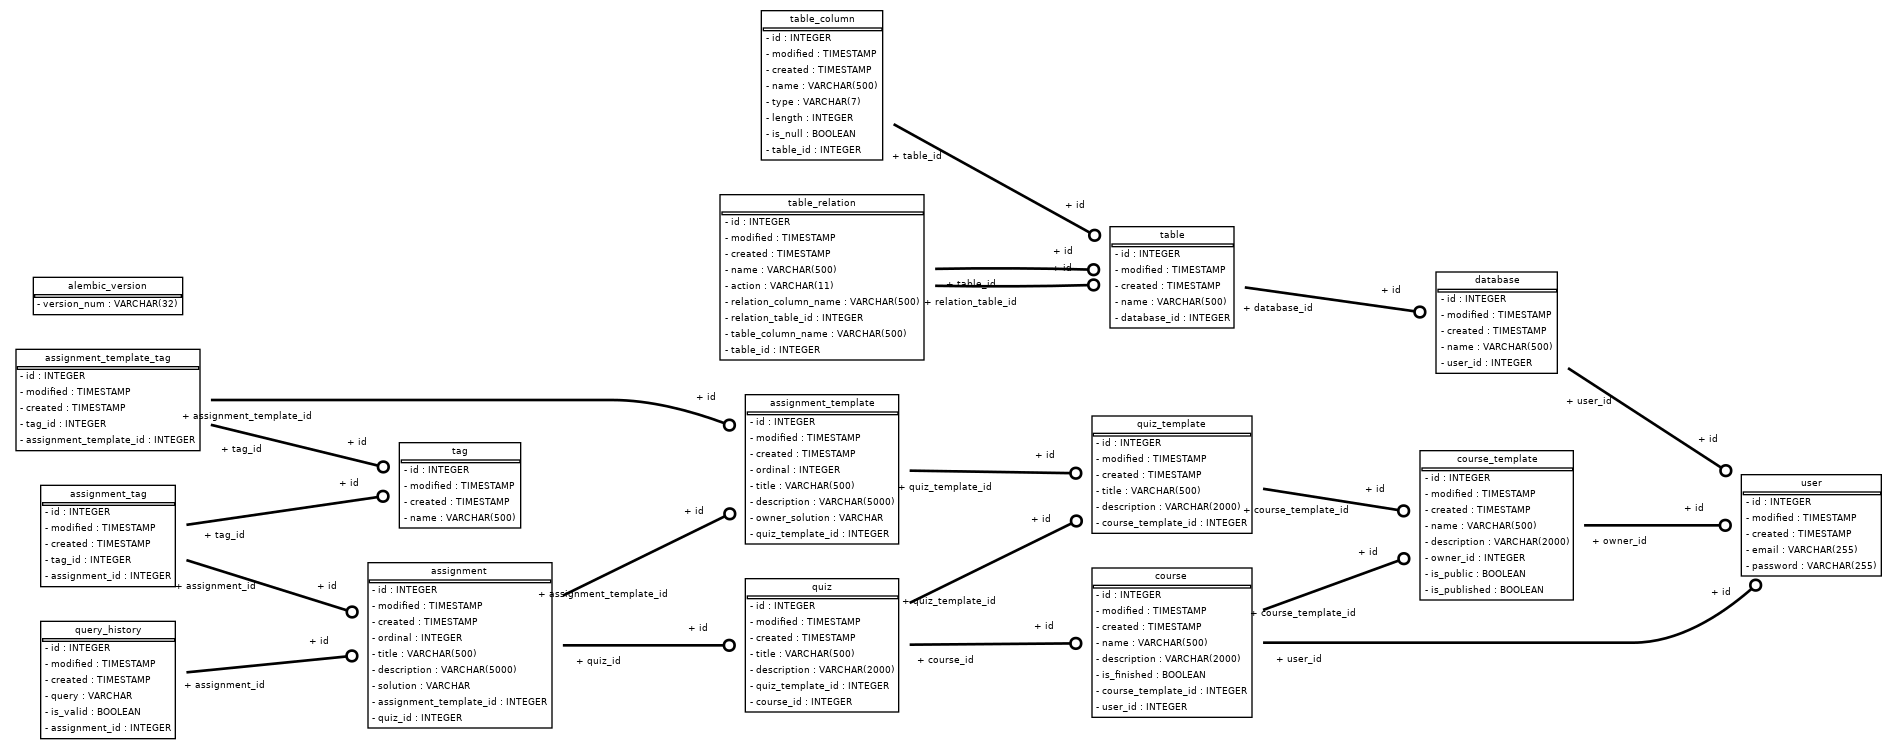 table_column
- id : INTEGER
- modified : TIMESTAMP
- created : TIMESTAMP
- name : VARCHAR(500)
- type : VARCHAR(7)
- length : INTEGER
- is_null : BOOLEAN
- table_id : INTEGER
+ table_id
+ id
table_relation
- id : INTEGER
- modified : TIMESTAMP
- created : TIMESTAMP
- name : VARCHAR(500)
- action : VARCHAR(11)
- relation_column_name : VARCHAR(500)
- relation_table_id : INTEGER
- table_column_name : VARCHAR(500)
- table_id : INTEGER
+ id
+ id
+ table_id
+ relation_table_id
table
- id : INTEGER
- modified : TIMESTAMP
- created : TIMESTAMP
- name : VARCHAR(500)
- database_id : INTEGER
+ id
+ database_id
database
- id : INTEGER
- modified : TIMESTAMP
- created : TIMESTAMP
- name : VARCHAR(500)
- user_id : INTEGER
+ user_id
+ id
alembic_version
- version_num : VARCHAR(32)
assignment_template_tag
- id : INTEGER
- modified : TIMESTAMP
- created : TIMESTAMP
- tag_id : INTEGER
- assignment_template_id : INTEGER
+ assignment_template_id
+ id
+ tag_id
+ id
tag
- id : INTEGER
- modified : TIMESTAMP
- created : TIMESTAMP
- name : VARCHAR(500)
assignment_tag
- id : INTEGER
- modified : TIMESTAMP
- created : TIMESTAMP
- tag_id : INTEGER
- assignment_id : INTEGER
+ id
+ tag_id
+ assignment_id
+ id
query_history
- id : INTEGER
- modified : TIMESTAMP
- created : TIMESTAMP
- query : VARCHAR
- is_valid : BOOLEAN
- assignment_id : INTEGER
+ id
+ assignment_id
assignment
- id : INTEGER
- modified : TIMESTAMP
- created : TIMESTAMP
- ordinal : INTEGER
- title : VARCHAR(500)
- description : VARCHAR(5000)
- solution : VARCHAR
- assignment_template_id : INTEGER
- quiz_id : INTEGER
+ id
+ assignment_template_id
+ id
+ quiz_id
assignment_template
- id : INTEGER
- modified : TIMESTAMP
- created : TIMESTAMP
- ordinal : INTEGER
- title : VARCHAR(500)
- description : VARCHAR(5000)
- owner_solution : VARCHAR
- quiz_template_id : INTEGER
+ id
+ quiz_template_id
quiz
- id : INTEGER
- modified : TIMESTAMP
- created : TIMESTAMP
- title : VARCHAR(500)
- description : VARCHAR(2000)
- quiz_template_id : INTEGER
- course_id : INTEGER
+ id
+ quiz_template_id
+ id
+ course_id
quiz_template
- id : INTEGER
- modified : TIMESTAMP
- created : TIMESTAMP
- title : VARCHAR(500)
- description : VARCHAR(2000)
- course_template_id : INTEGER
+ id
+ course_template_id
course
- id : INTEGER
- modified : TIMESTAMP
- created : TIMESTAMP
- name : VARCHAR(500)
- description : VARCHAR(2000)
- is_finished : BOOLEAN
- course_template_id : INTEGER
- user_id : INTEGER
+ id
+ course_template_id
+ user_id
+ id
course_template
- id : INTEGER
- modified : TIMESTAMP
- created : TIMESTAMP
- name : VARCHAR(500)
- description : VARCHAR(2000)
- owner_id : INTEGER
- is_public : BOOLEAN
- is_published : BOOLEAN
+ id
+ owner_id
user
- id : INTEGER
- modified : TIMESTAMP
- created : TIMESTAMP
- email : VARCHAR(255)
- password : VARCHAR(255)